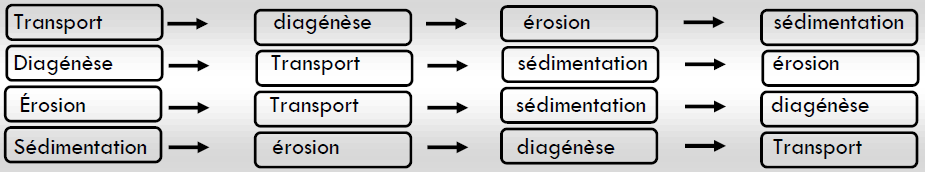 Transport diagénèse érosion sédimentation
Diagénèse Transport sédimentation érosion
Érosion Transport sédimentation diagénèse
Sédimentation érosion diagénèse Transport